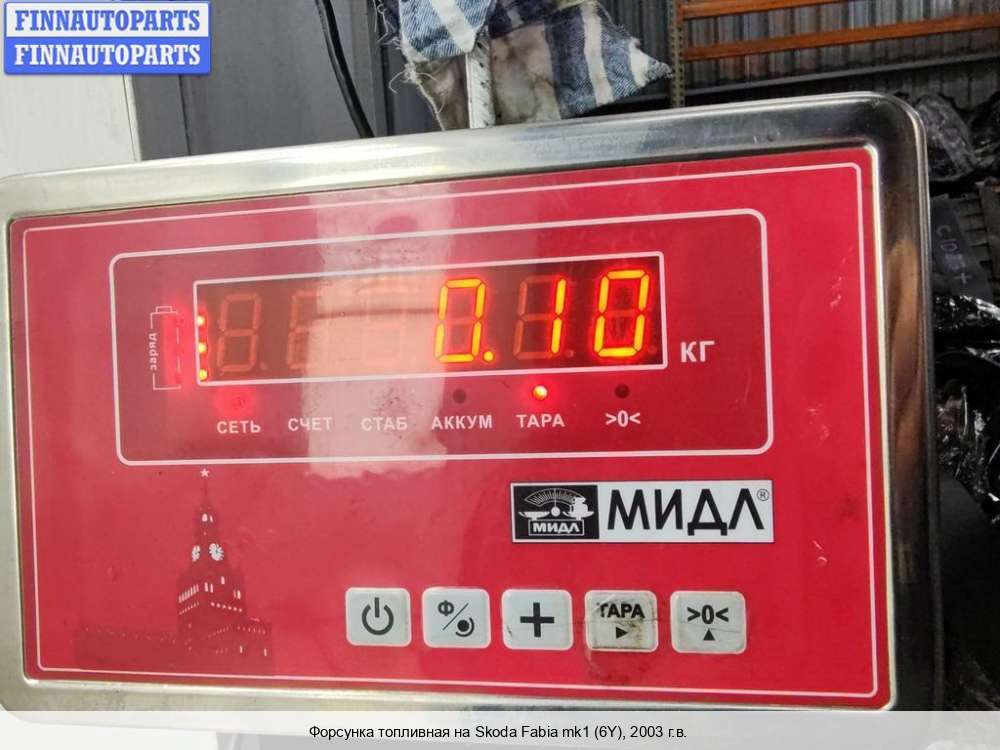 FINNAUTOPARTS
FINNAUTOPARTS
заряд
0.10
кг
СЕТЬ СЧЕТ СТАБ АККУМ ТАРА >0<
МИДЛ МИДЛ®
Ф/ + ТАРА >0<
Форсунка топливная на Skoda Fabia mk1 (6Y), 2003 г.в.